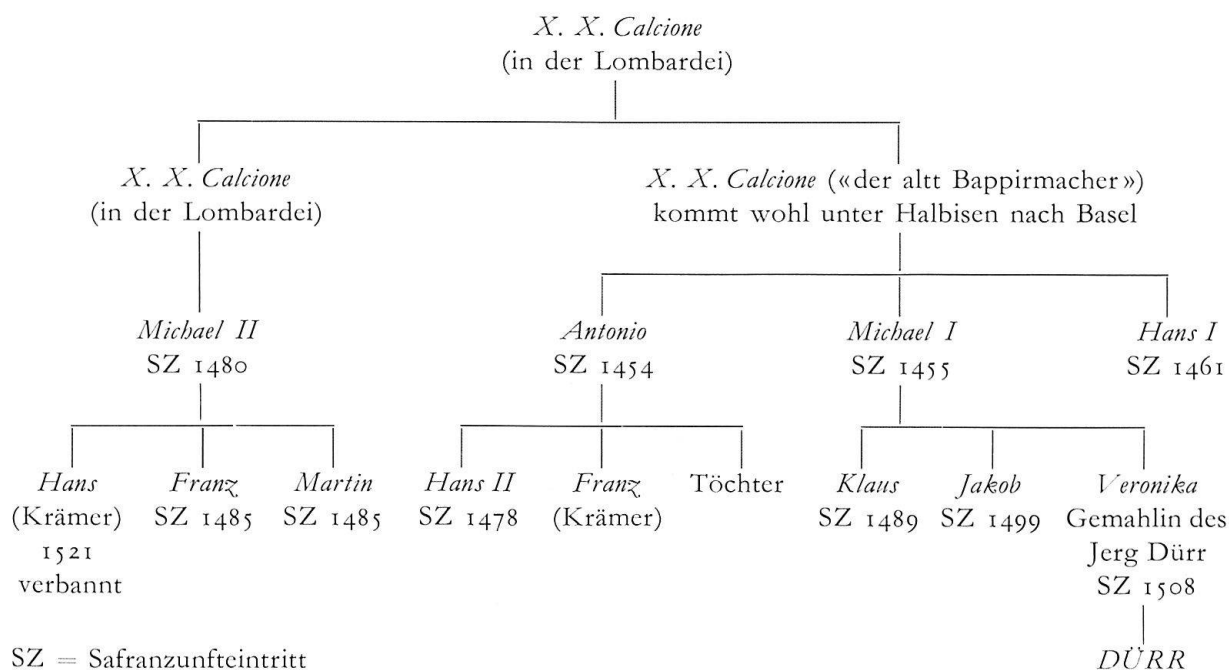 X. X. Calcione
(in der Lombardei)
X. X. Calcione
(in der Lombardei)
X. X. Calcione («der altt Bappirmacher»)
kommt wohl unter Halbisen nach Basel
Michael II
SZ 1480
Antonio
SZ 1454
Michael I
SZ 1455
Hans I
SZ 1461
Hans
(Krämer)
1521
verbannt
Franz
SZ 1485
Martin
SZ 1485
Hans II
SZ 1478
Franz
(Krämer)
Töchter
Klaus
SZ 1489
Jakob
SZ 1499
Veronika
Gemahlin des
Jerg Dürr
SZ 1508
DÜRR
SZ = Safranzunfteintritt